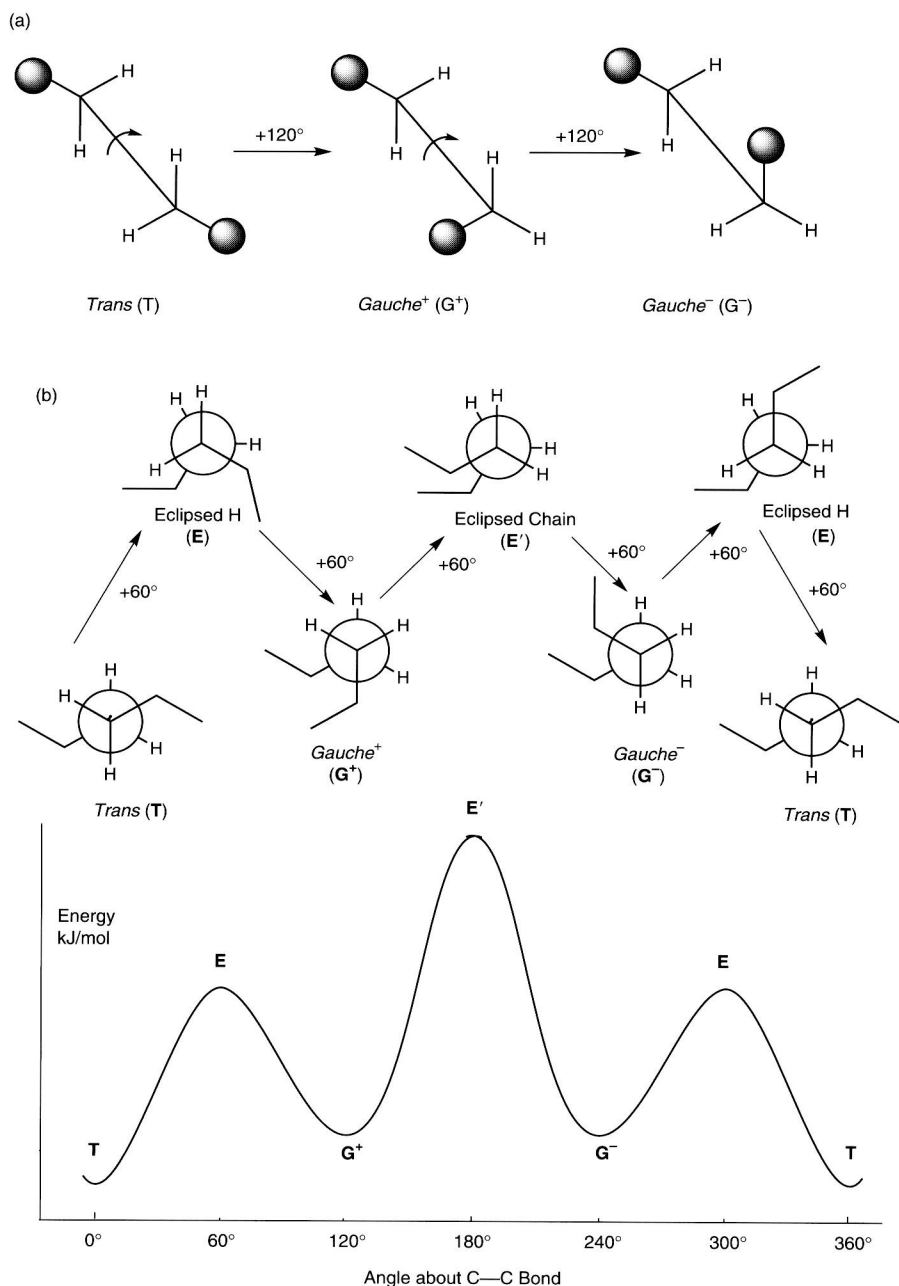 (a)
H H H
H H H
+120° +120°
H H H H H
Trans (T) Gauche⁺ (G⁺) Gauche⁻ (G⁻)
(b)
H H H
H H H H
H H H H H
Eclipsed H
(E)
Eclipsed Chain
(E′)
Eclipsed H
(E)
+60° +60° +60° +60° +60° +60°
H H H
H H H
H H
Gauche⁺
(G⁺)
H
H
H H
Gauche⁻
(G⁻)
H
H
H H
Trans (T)
H
H
H H
Trans (T)
E′
Energy
kJ/mol
E E
T G⁺ G⁻ T
0° 60° 120° 180° 240° 300° 360°
Angle about C—C Bond